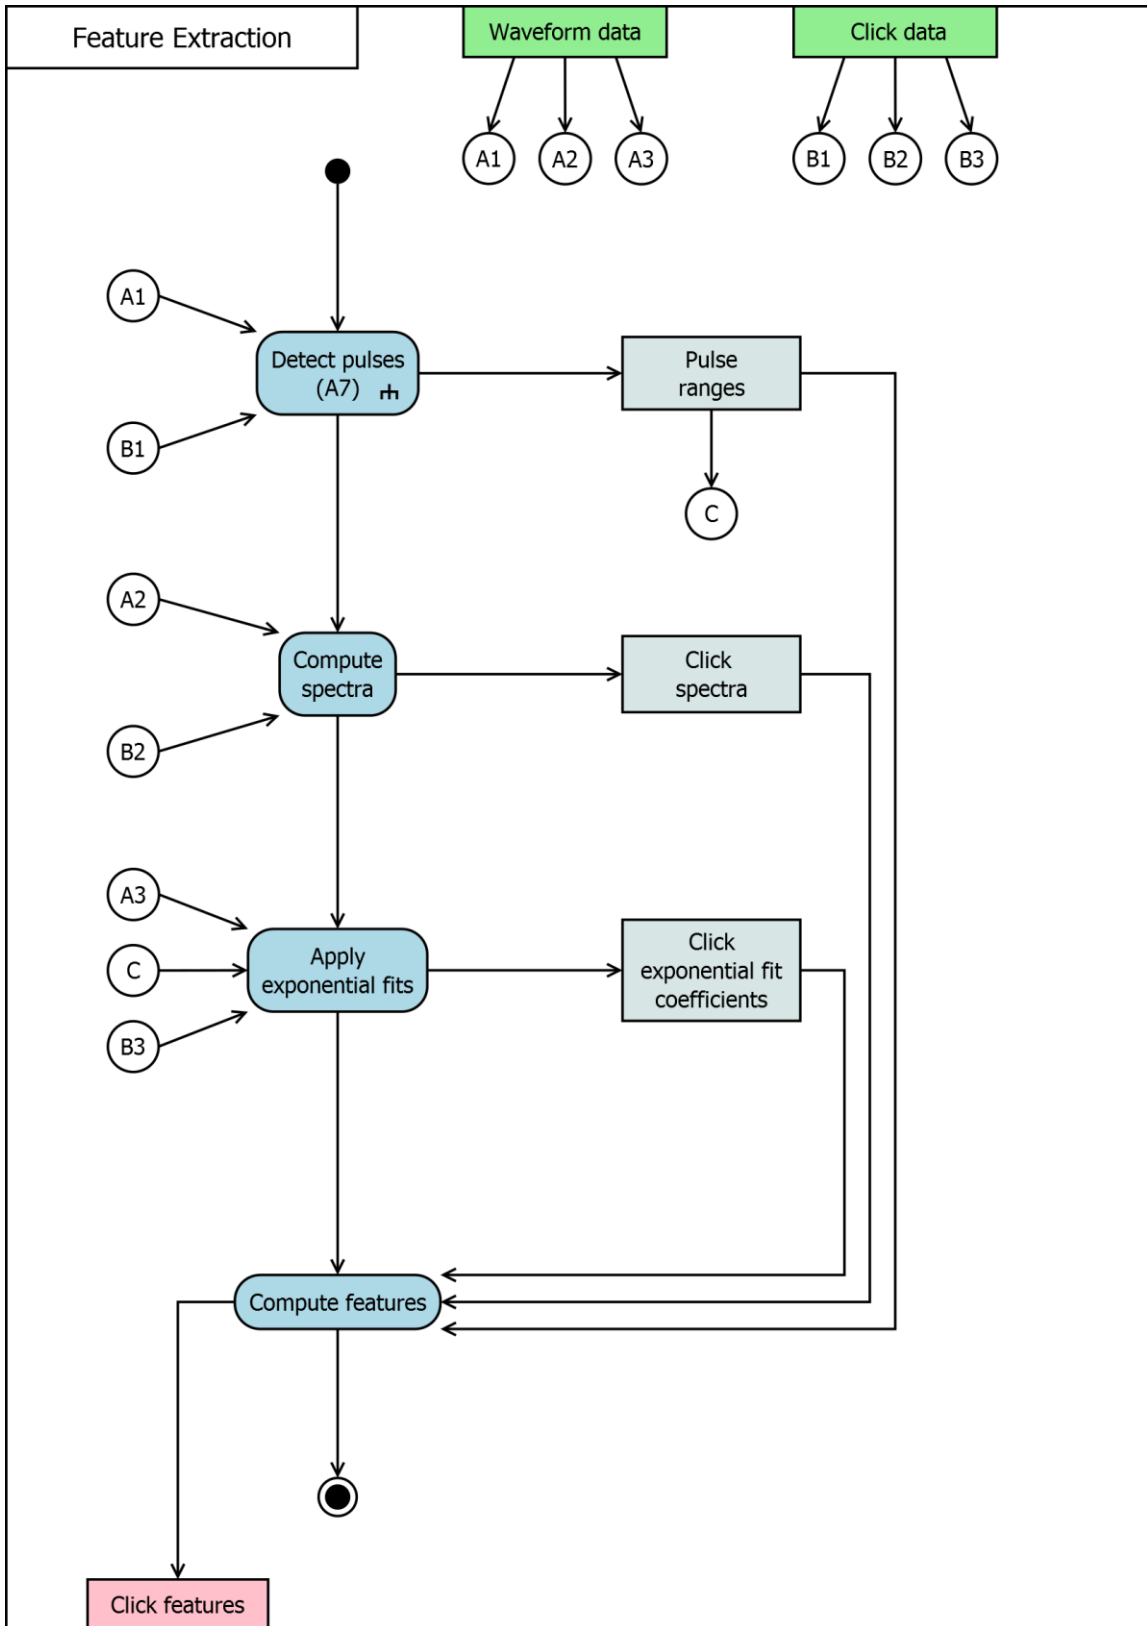 Feature Extraction
Waveform data
Click data
A1
A2
A3
B1
B2
B3
A1
Detect pulses
(A7)
B1
Pulse
ranges
C
A2
Compute
spectra
B2
Click
spectra
A3
C
B3
Apply
exponential fits
Click
exponential fit
coefficients
Compute features
Click features